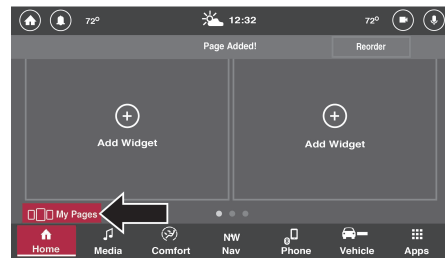 72° 12:32 72°
Page Added! Reorder
Add Widget Add Widget
My Pages
Home Media Comfort NW Nav Phone Vehicle Apps